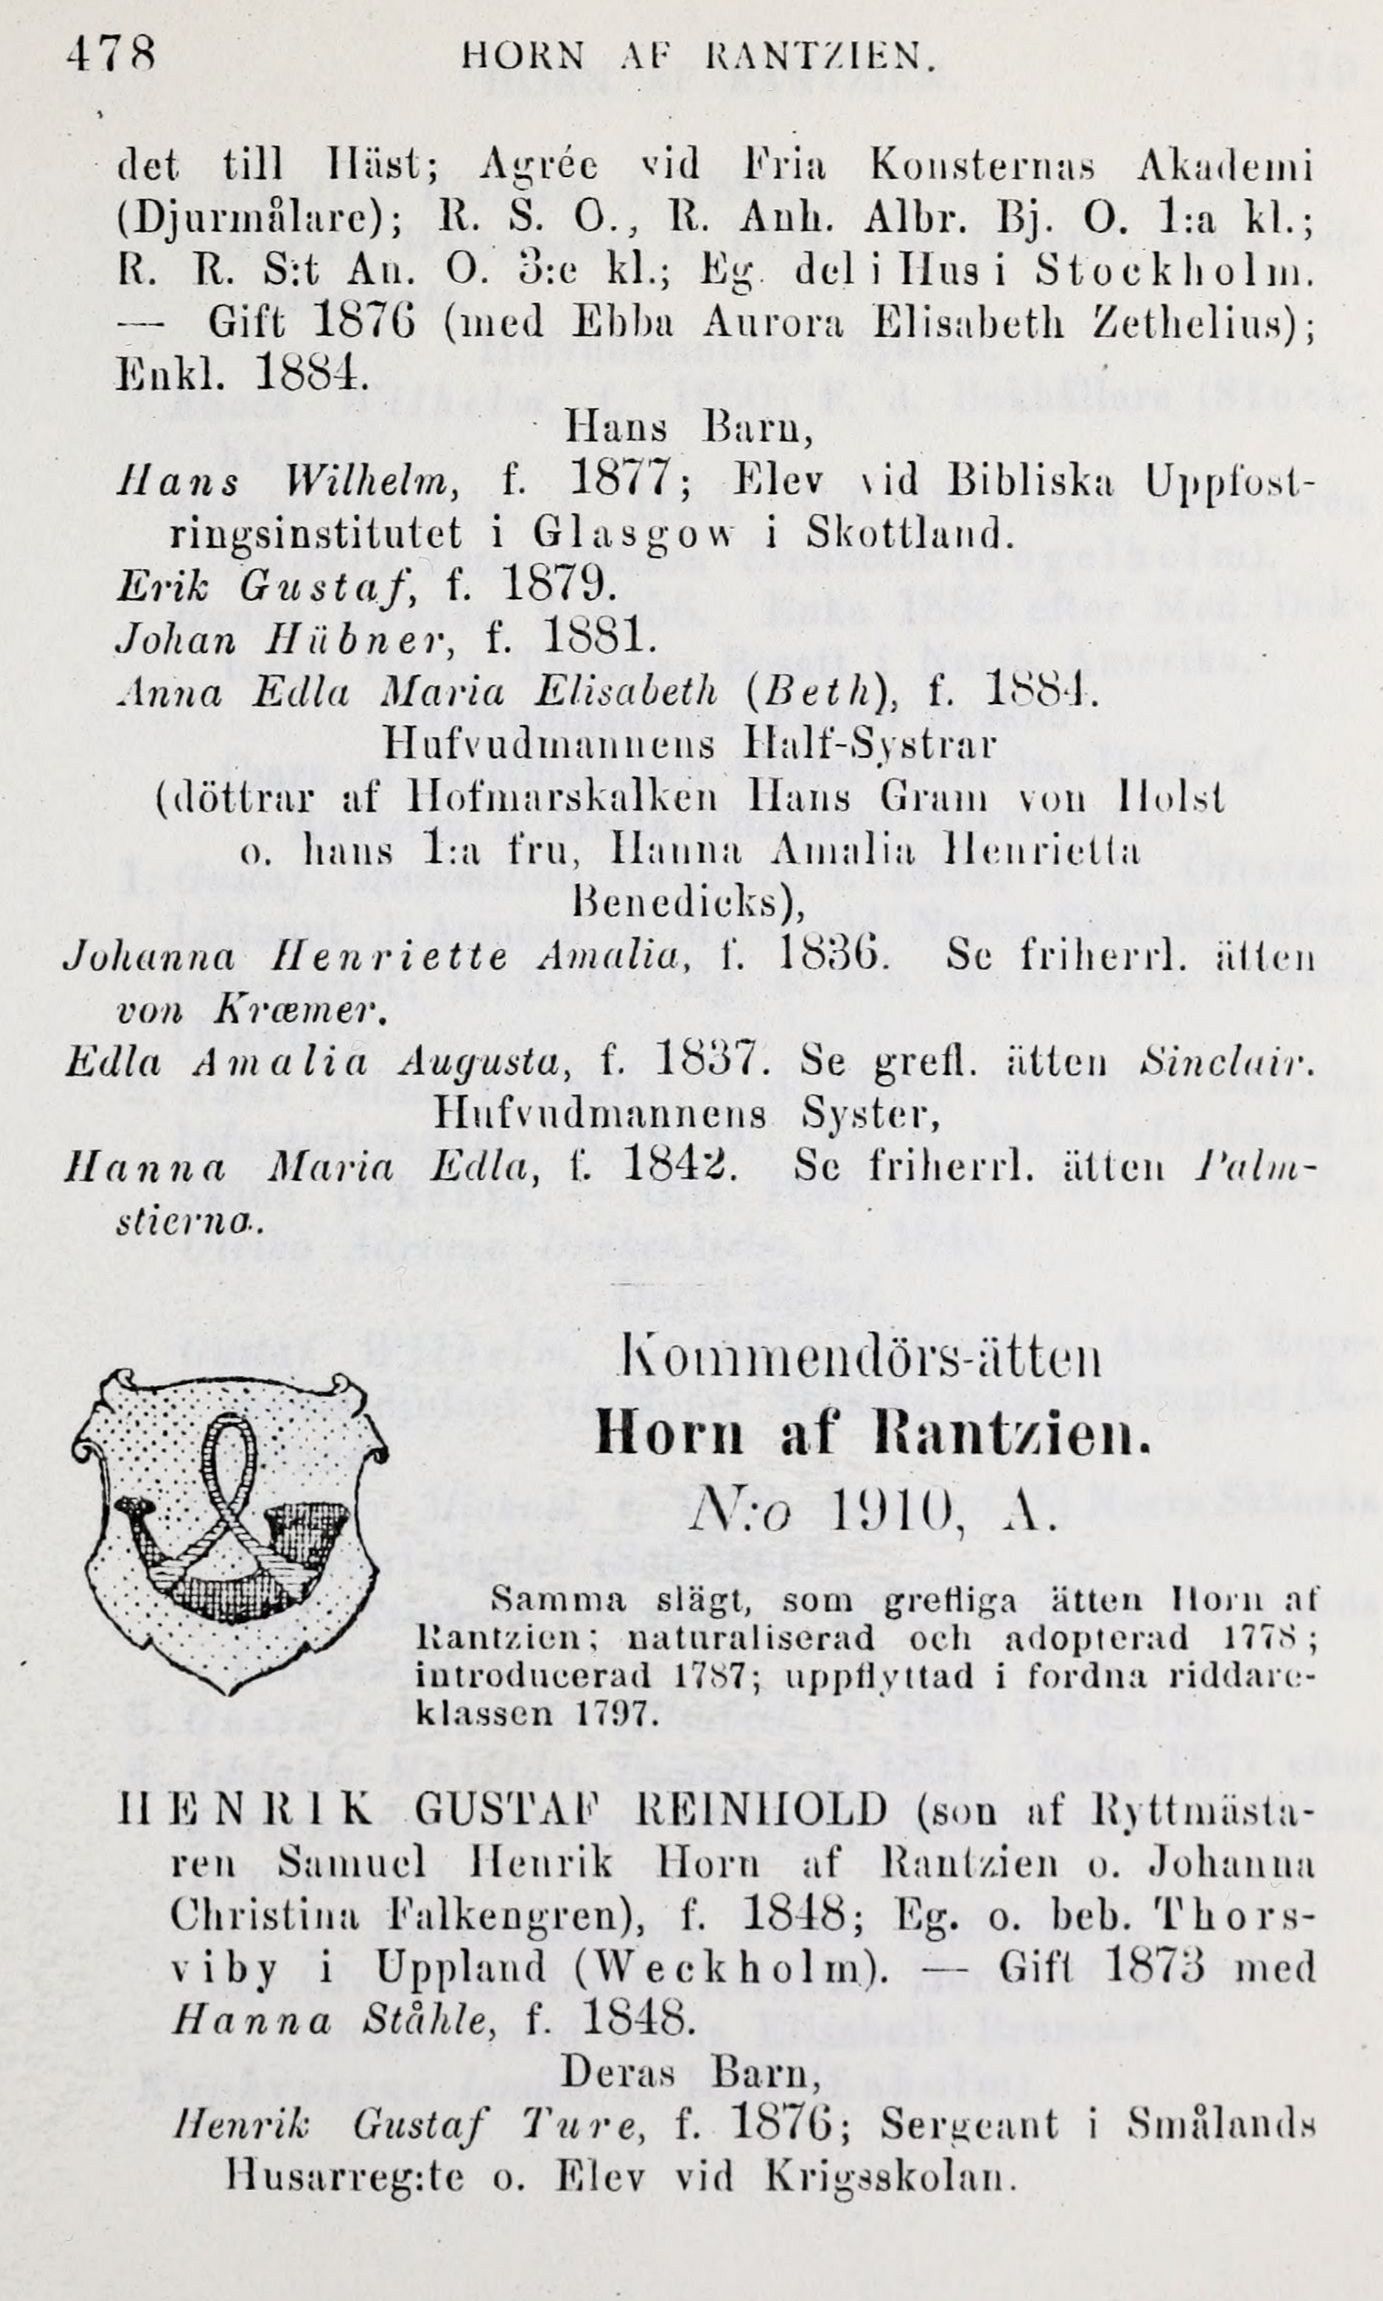 478 HORN AF RANTZIEN.
det till Häst; Agrée vid Fria Konsternas Akademi
(Djurmålare); R. S. O., R. Anh. Albr. Bj. O. 1:a kl.;
R. R. S:t An. O. 3:e kl.; Eg. del i Hus i Stockholm.
— Gift 1876 (med Ebba Aurora Elisabeth Zethelius);
Enkl. 1884.
Hans Barn,
Hans Wilhelm, f. 1877; Elev vid Bibliska Uppfost-
ringsinstitutet i Glasgow i Skottland.
Erik Gustaf, f. 1879.
Johan Hübner, f. 1881.
Anna Edla Maria Elisabeth (Beth), f. 1884.
Hufvudmannens Half-Systrar
(döttrar af Hofmarskalken Hans Gram von Holst
o. hans 1:a fru, Hanna Amalia Henrietta
Benedicks),
Johanna Henriette Amalia, f. 1836. Se friherrl. ätten
von Kræmer.
Edla Amalia Augusta, f. 1837. Se grefl. ätten Sinclair.
Hufvudmannens Syster,
Hanna Maria Edla, f. 1842. Se friherrl. ätten Palm-
stierna.
Kommendörs-ätten
Horn af Rantzien.
N:o 1910, A.
Samma slägt, som grefliga ätten Horn af
Rantzien; naturaliserad och adopterad 1778;
introducerad 1787; uppflyttad i fordna riddare-
klassen 1797.
HENRIK GUSTAF REINHOLD (son af Ryttmästa-
ren Samuel Henrik Horn af Rantzien o. Johanna
Christina Falkengren), f. 1848; Eg. o. beb. Thors-
viby i Uppland (Weckholm). — Gift 1873 med
Hanna Ståhle, f. 1848.
Deras Barn,
Henrik Gustaf Ture, f. 1876; Sergeant i Smålands
Husarreg:te o. Elev vid Krigsskolan.